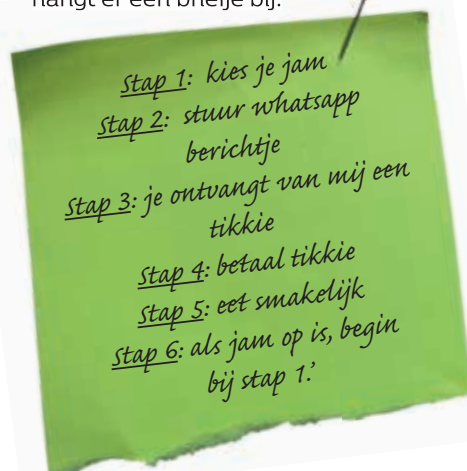 hangt er een briefje bij:
Stap 1: kies je jam
Stap 2: stuur whatsapp
berichtje
Stap 3: je ontvangt van mij een
tikkie
Stap 4: betaal tikkie
Stap 5: eet smakelijk
Stap 6: als jam op is, begin
bij stap 1.’